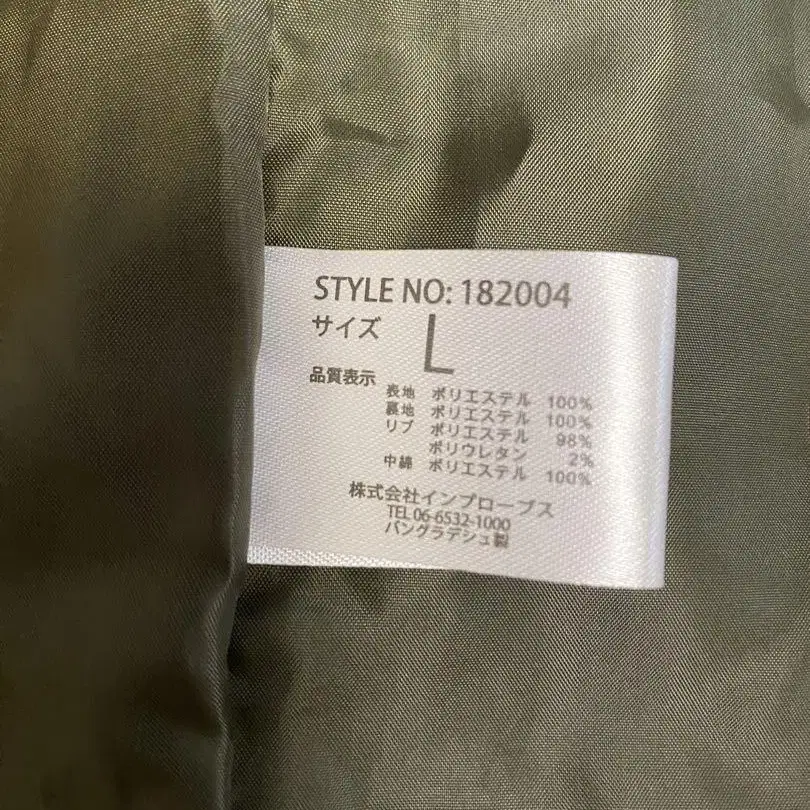 STYLE NO: 182004
サイズ L
品質表示
表地 ポリエステル 100%
裏地 ポリエステル 100%
リブ ポリエステル 98%
ポリウレタン 2%
中綿 ポリエステル 100%
株式会社インプローブス
TEL 06-6532-1000
バングラデシュ製